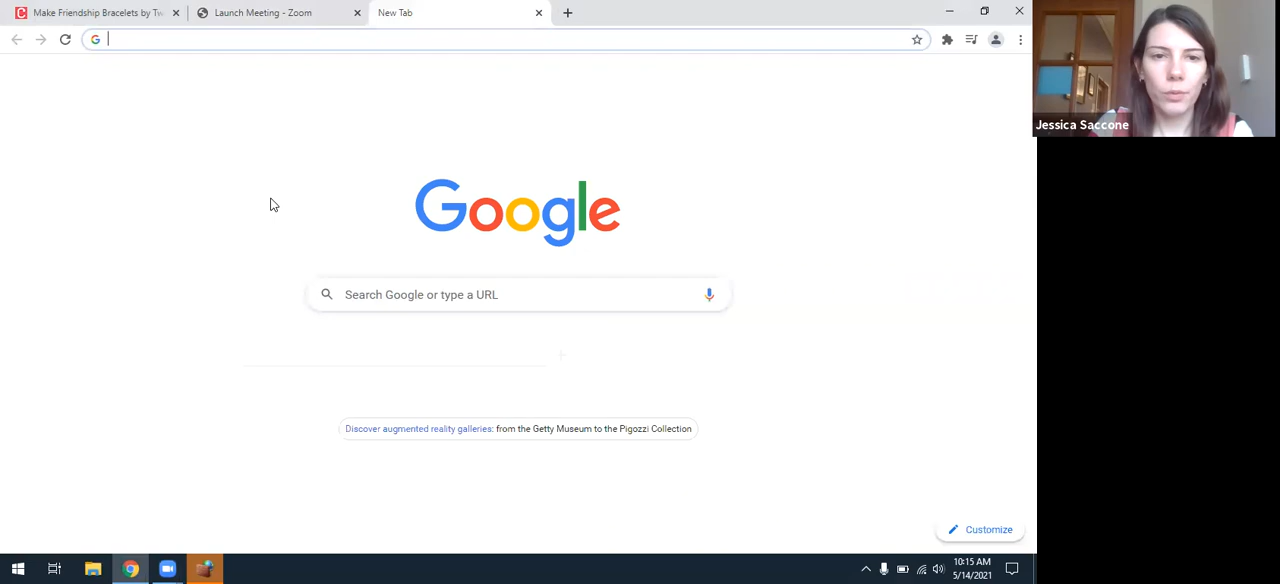 Make Friendship Bracelets by Tw
Launch Meeting - Zoom
New Tab
Jessica Saccone
Google
Search Google or type a URL
Discover augmented reality galleries: from the Getty Museum to the Pigozzi Collection
Customize
10:15 AM
5/14/2021